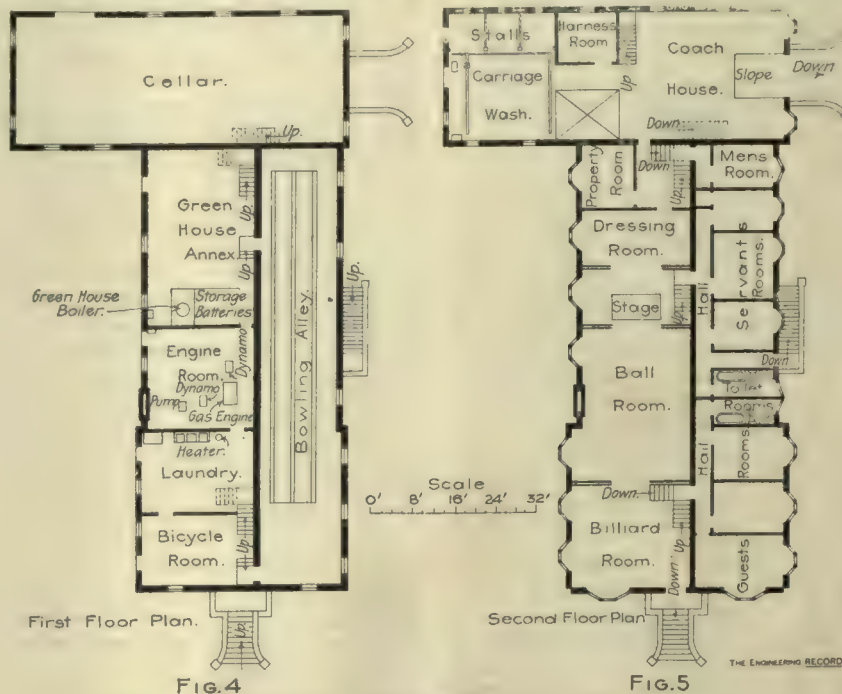 Cellar.
Up.
Green
House
Annex.
Up.
Up.
Green House
Boiler.
Storage
Batteries
Engine
Room.
Dynamo
Dynamo
Pump
Gas Engine
Heater.
Laundry.
Bicycle
Room.
Up
Bowling Alley.
Up.
First Floor Plan.
Up
FIG.4
Scale
0' 8' 16' 24' 32'
Stalls
Harness
Room
Coach
House.
Slope
Down
Carriage
Wash.
Up
Down
Property
Room
Down
Up.
Mens
Room.
Dressing
Room.
Stage
Up
Hall
Servants
Rooms.
Ball
Room.
Down
Toilet
Rooms
Hall
Rooms
Down.
Billiard
Room.
Up
Down
Guests
Second Floor Plan
THE ENGINEERING RECORD
FIG.5